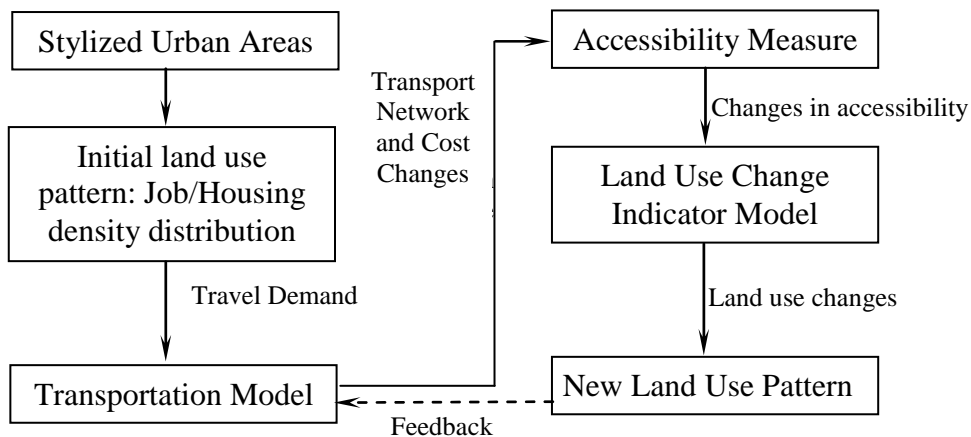 Stylized Urban Areas
Initial land use
pattern: Job/Housing
density distribution
Travel Demand
Transportation Model
Transport
Network
and Cost
Changes
Accessibility Measure
Changes in accessibility
Land Use Change
Indicator Model
Land use changes
New Land Use Pattern
Feedback